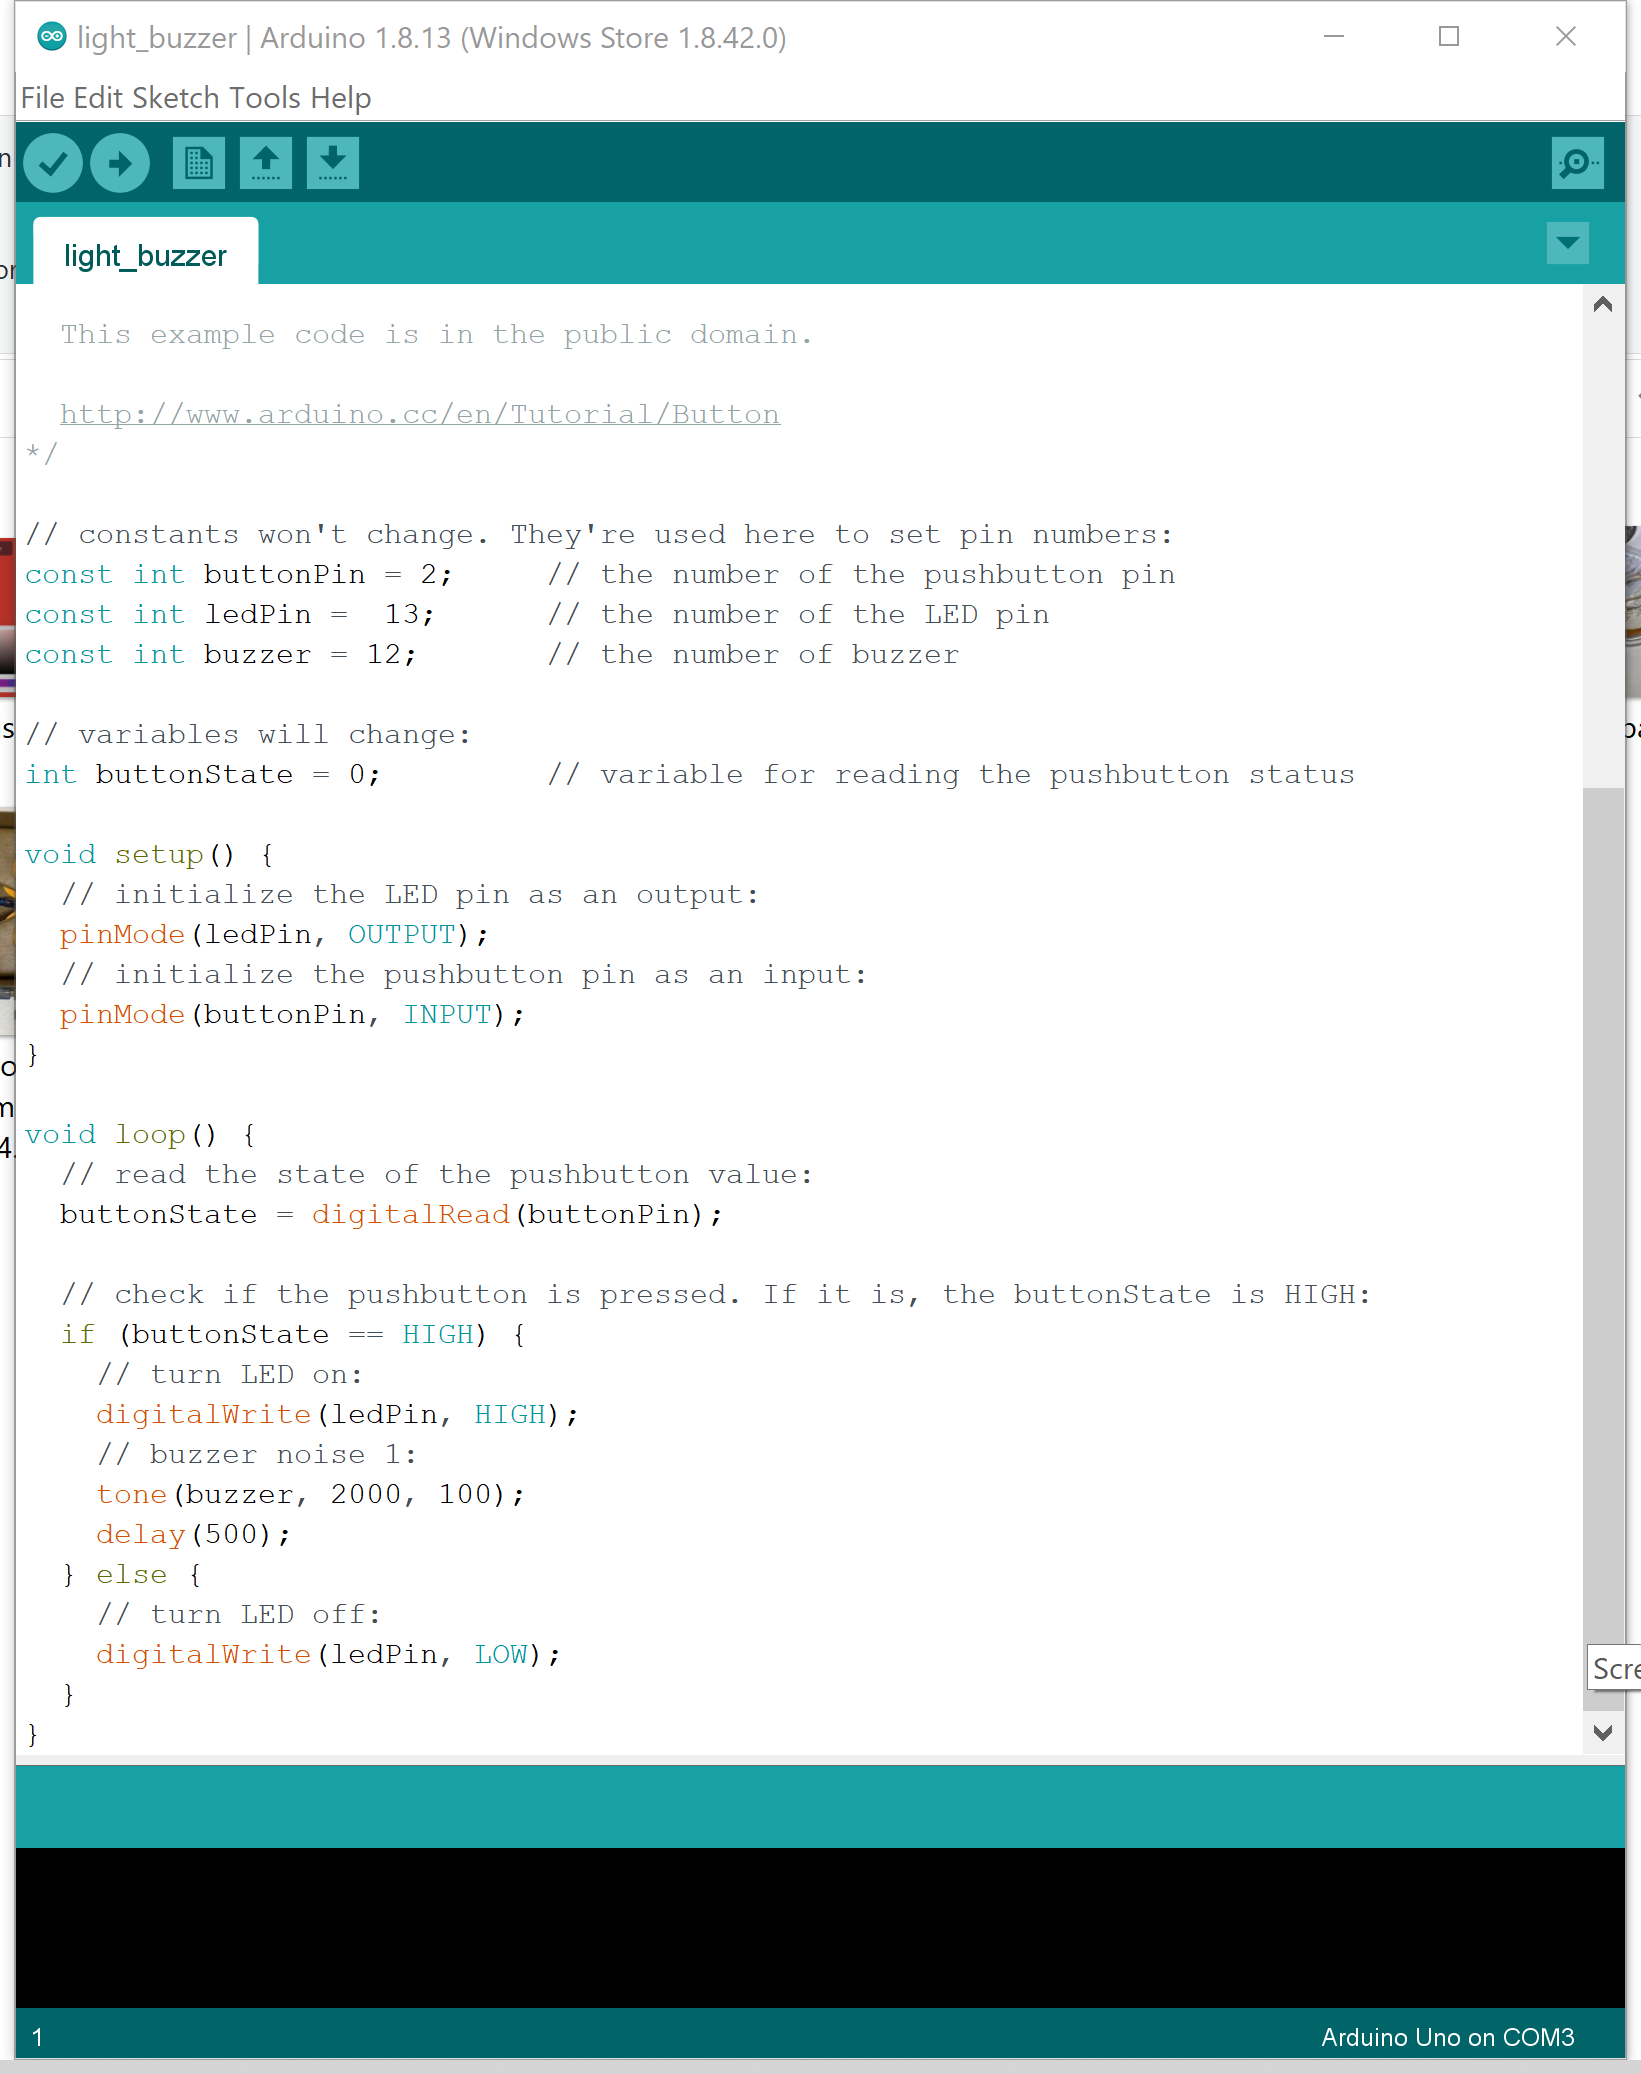 light_buzzer | Arduino 1.8.13 (Windows Store 1.8.42.0)
File Edit Sketch Tools Help
light_buzzer
This example code is in the public domain.
http://www.arduino.cc/en/Tutorial/Button
*/
// constants won't change. They're used here to set pin numbers:
const int buttonPin = 2;     // the number of the pushbutton pin
const int ledPin =  13;      // the number of the LED pin
const int buzzer = 12;       // the number of buzzer
// variables will change:
int buttonState = 0;         // variable for reading the pushbutton status
void setup() {
  // initialize the LED pin as an output:
  pinMode(ledPin, OUTPUT);
  // initialize the pushbutton pin as an input:
  pinMode(buttonPin, INPUT);
}
void loop() {
  // read the state of the pushbutton value:
  buttonState = digitalRead(buttonPin);
  // check if the pushbutton is pressed. If it is, the buttonState is HIGH:
  if (buttonState == HIGH) {
    // turn LED on:
    digitalWrite(ledPin, HIGH);
    // buzzer noise 1:
    tone(buzzer, 2000, 100);
    delay(500);
  } else {
    // turn LED off:
    digitalWrite(ledPin, LOW);
  }
}
Scre
1
Arduino Uno on COM3